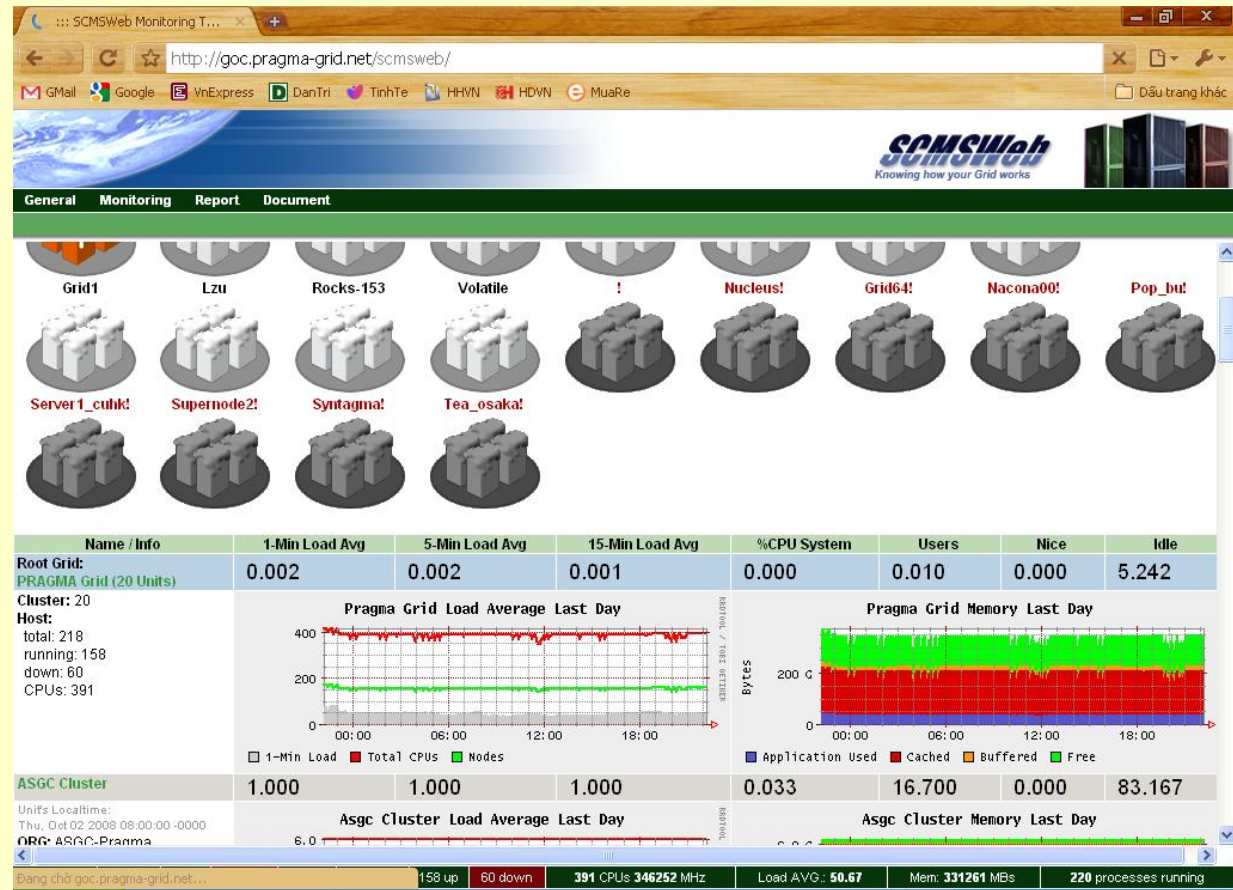 ::: SCMSWeb Monitoring T...
http://goc.pragma-grid.net/scmsweb/
GMail Google VnExpress DanTri TinhTe HHVN HDVN MuaRe Dấu trang khác
SCMSWeb
Knowing how your Grid works
General Monitoring Report Document
Grid1 Lzu Rocks-153 Volatile ! Nucleus! Grid64! Nacona00! Pop_bu!
Server1_cuhk! Supernode2! Syntagma! Tea_osaka!
Name / Info 1-Min Load Avg 5-Min Load Avg 15-Min Load Avg %CPU System Users Nice Idle
Root Grid:
PRAGMA Grid (20 Units)
0.002 0.002 0.001 0.000 0.010 0.000 5.242
Cluster: 20
Host:
total: 218
running: 158
down: 60
CPUs: 391
Pragma Grid Load Average Last Day
400
200
0
00:00 06:00 12:00 18:00
1-Min Load Total CPUs Nodes
RRDTOOL / TOBI OETIKER
Pragma Grid Memory Last Day
Bytes
200 G
0
00:00 06:00 12:00 18:00
Application Used Cached Buffered Free
ASGC Cluster 1.000 1.000 1.000 0.033 16.700 0.000 83.167
Unit's Localtime:
Thu, Oct 02 2008 08:00:00 -0000
ORG: ASGC-Pragma
Asgc Cluster Load Average Last Day
6.0
RRDTOOL
Asgc Cluster Memory Last Day
Đang chờ goc.pragma-grid.net...
158 up 60 down 391 CPUs 346252 MHz Load AVG.: 50.67 Mem: 331261 MBs 220 processes running